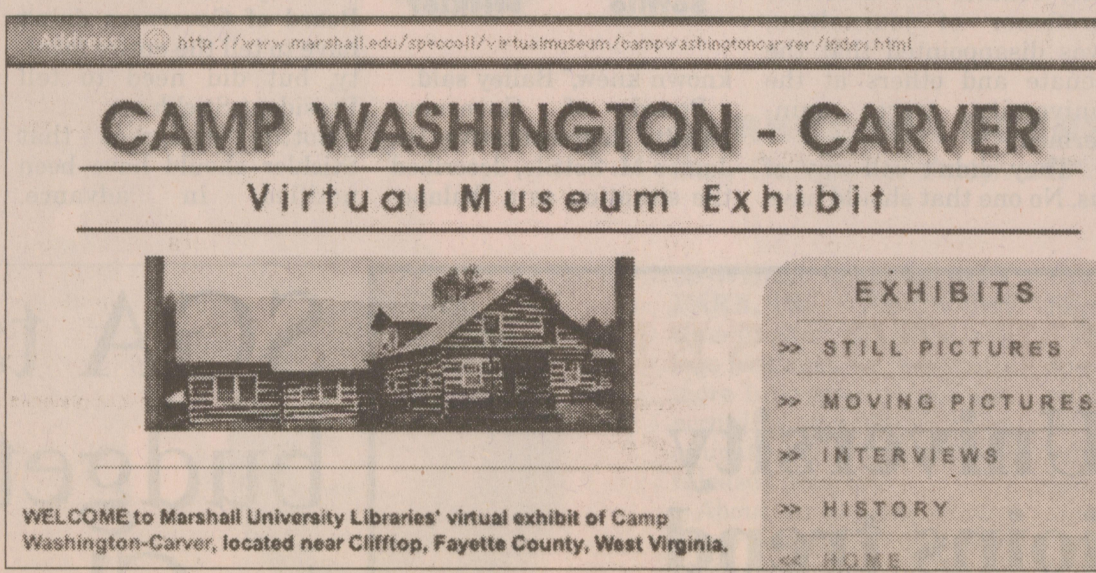 Address: http://www.marshall.edu/speccoll/virtualmuseum/campwashingtoncarver/index.html
CAMP WASHINGTON - CARVER
Virtual Museum Exhibit
WELCOME to Marshall University Libraries' virtual exhibit of Camp
Washington-Carver, located near Clifftop, Fayette County, West Virginia.
EXHIBITS
>> STILL PICTURES
>> MOVING PICTURES
>> INTERVIEWS
>> HISTORY
<< HOME